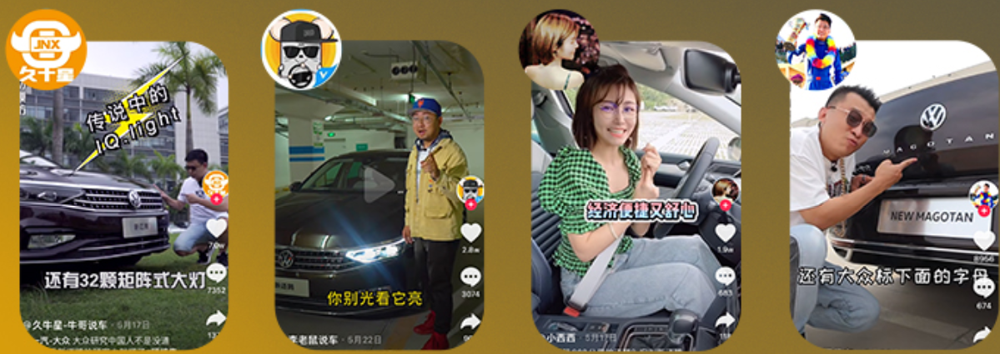 JNX
久牛星
传说中的
I.Q.light
还有32颗矩阵式大灯
7352
@久牛星-牛哥说车 · 5月17日
一汽-大众 大众研究中国人不是没道
你别光看它亮
2.8w
3074
李老鼠说车 · 5月22日
经济便捷又舒心
1.9w
683
小西西 · 5月17日
MAGOTAN
NEW MAGOTAN
还有大众标下面的字母
8956
674